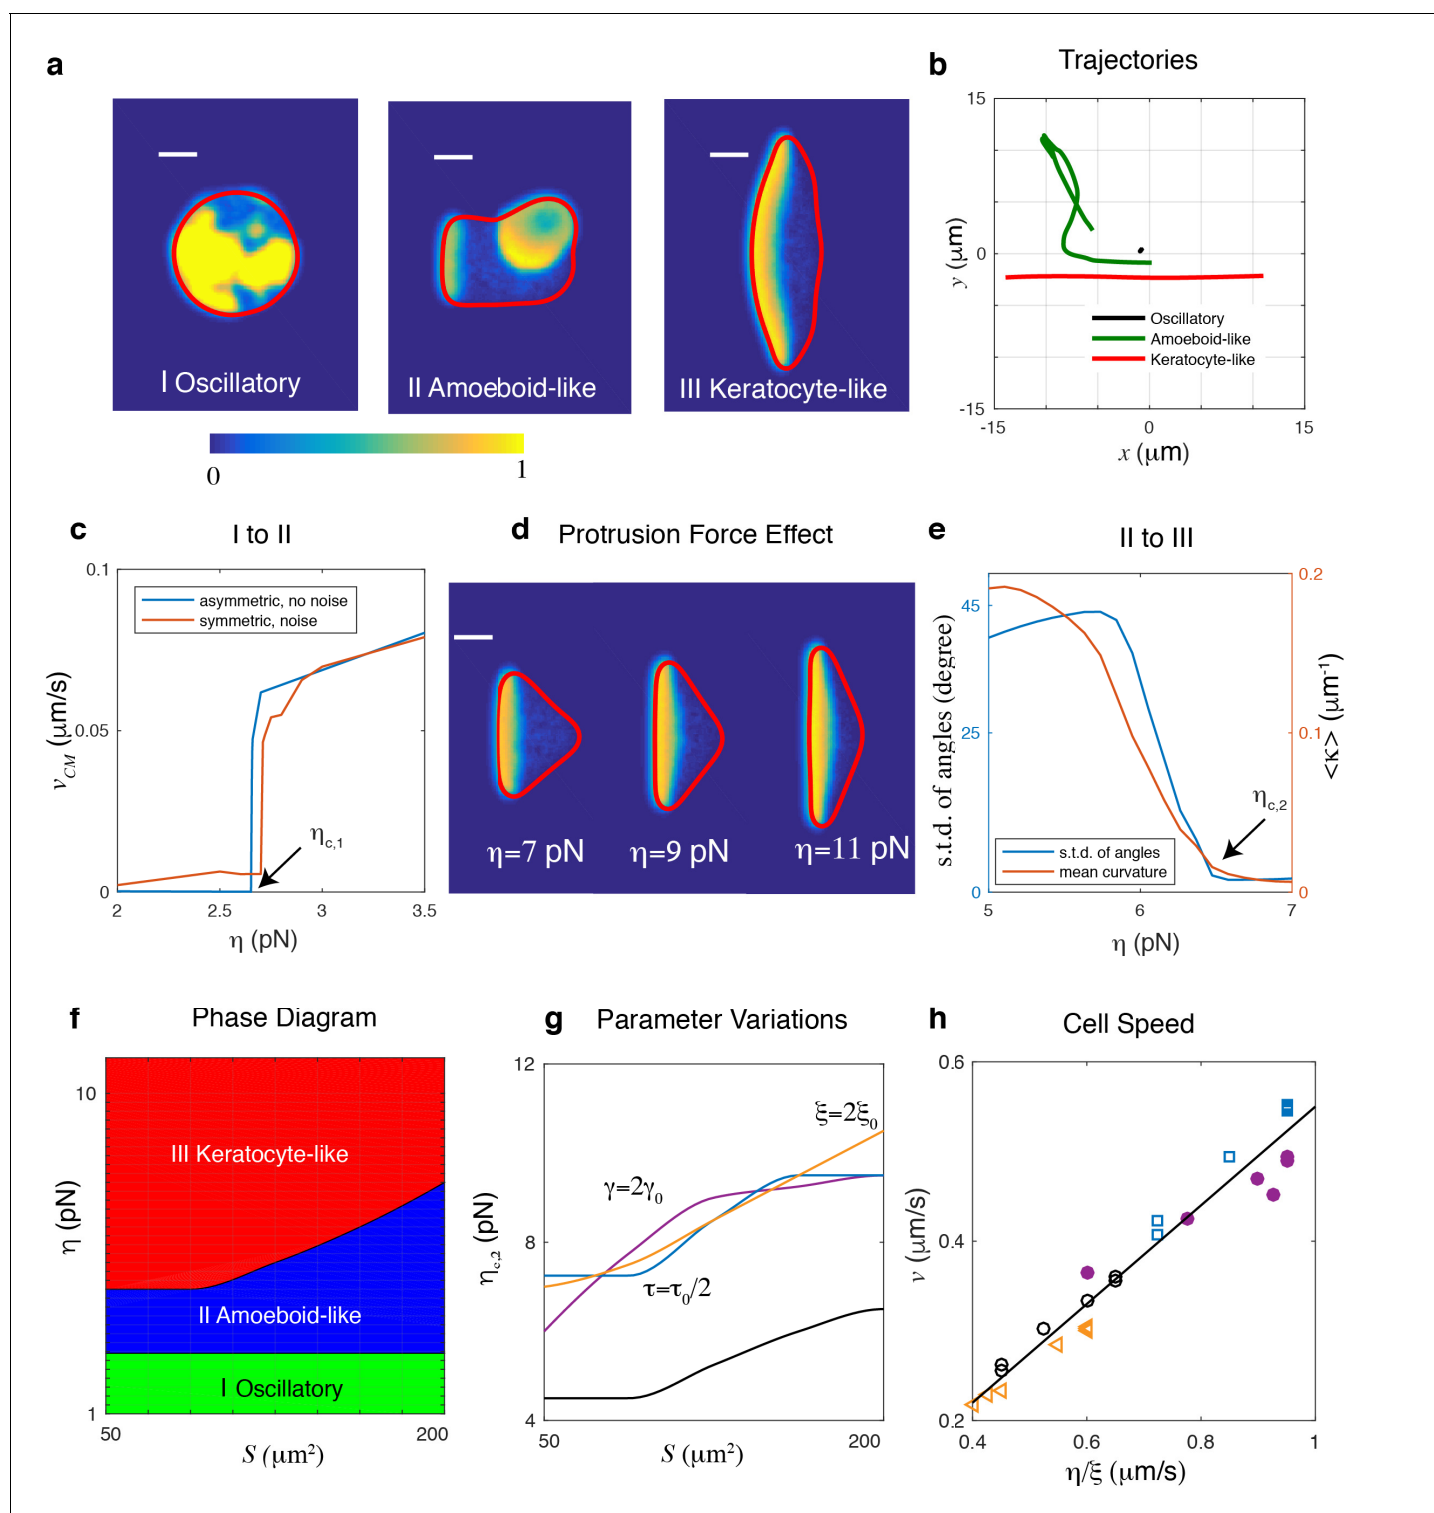 a
I Oscillatory
II Amoeboid-like
III Keratocyte-like
0
1
b
Trajectories
15
0
-15
-15
0
15
y (μm)
x (μm)
Oscillatory
Amoeboid-like
Keratocyte-like
c
I to II
0.1
0.05
0
2
2.5
3
3.5
v_CM (μm/s)
η (pN)
asymmetric, no noise
symmetric, noise
η_c,1
d
Protrusion Force Effect
η=7 pN
η=9 pN
η=11 pN
e
II to III
45
25
0
0.2
0.1
0
5
6
7
s.t.d. of angles (degree)
<κ> (μm⁻¹)
η (pN)
η_c,2
s.t.d. of angles
mean curvature
f
Phase Diagram
10
1
50
200
η (pN)
S (μm²)
III Keratocyte-like
II Amoeboid-like
I Oscillatory
g
Parameter Variations
12
8
4
50
200
η_c,2 (pN)
S (μm²)
ξ=2ξ₀
γ=2γ₀
τ=τ₀/2
h
Cell Speed
0.6
0.4
0.2
0.4
0.6
0.8
1
v (μm/s)
η/ξ (μm/s)